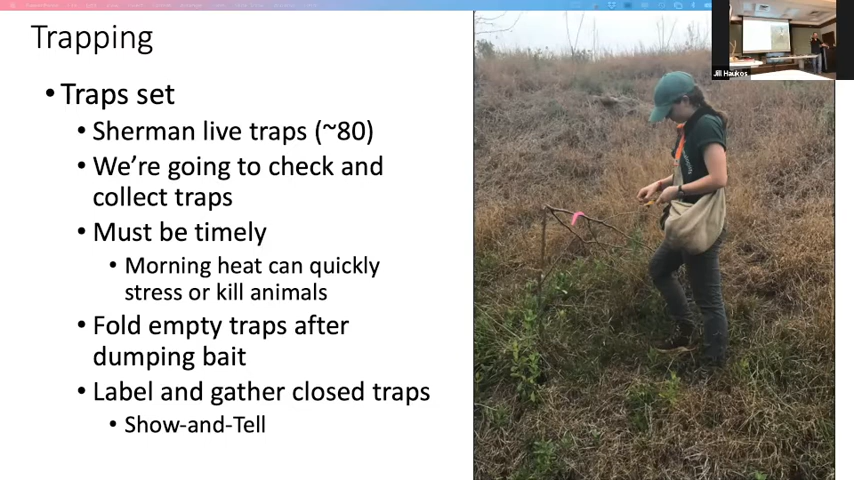 Trapping
Jill Haukos
• Traps set
• Sherman live traps (~80)
• We're going to check and
collect traps
• Must be timely
• Morning heat can quickly
stress or kill animals
• Fold empty traps after
dumping bait
• Label and gather closed traps
• Show-and-Tell